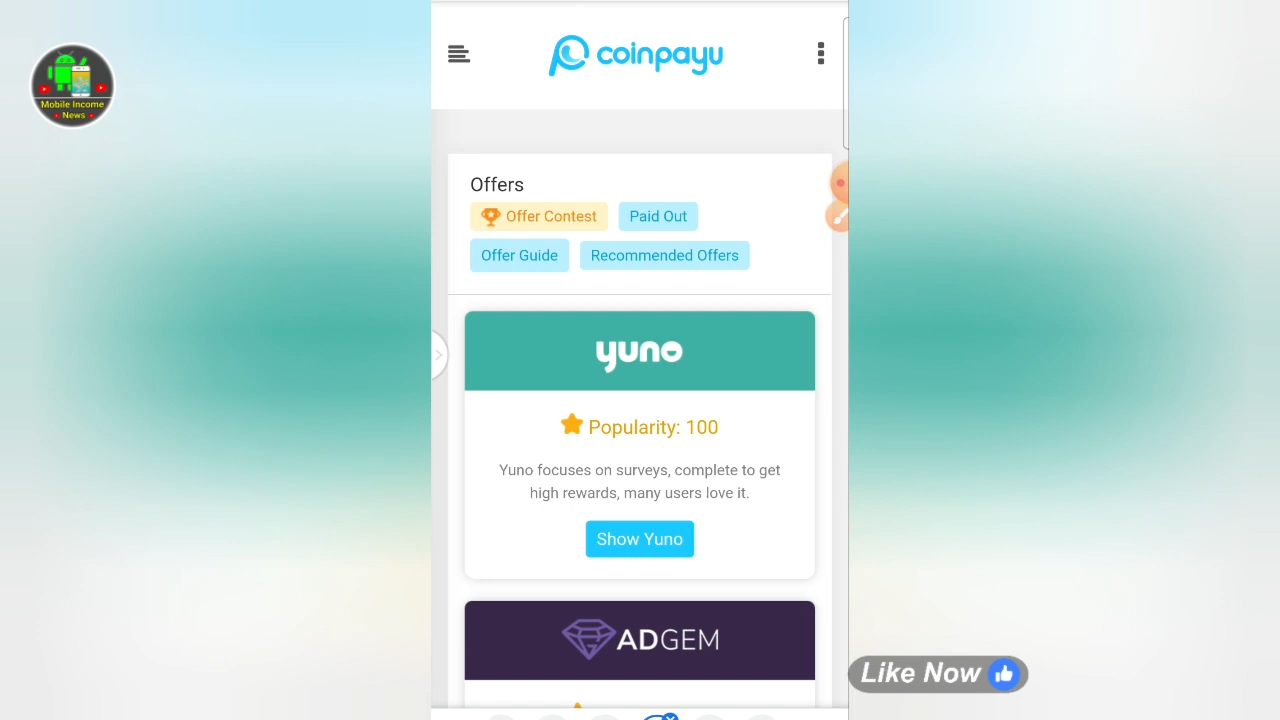 Mobile Income
News
coinpayu
Offers
Offer Contest
Paid Out
Offer Guide
Recommended Offers
yuno
Popularity: 100
Yuno focuses on surveys, complete to get
high rewards, many users love it.
Show Yuno
ADGEM
Like Now